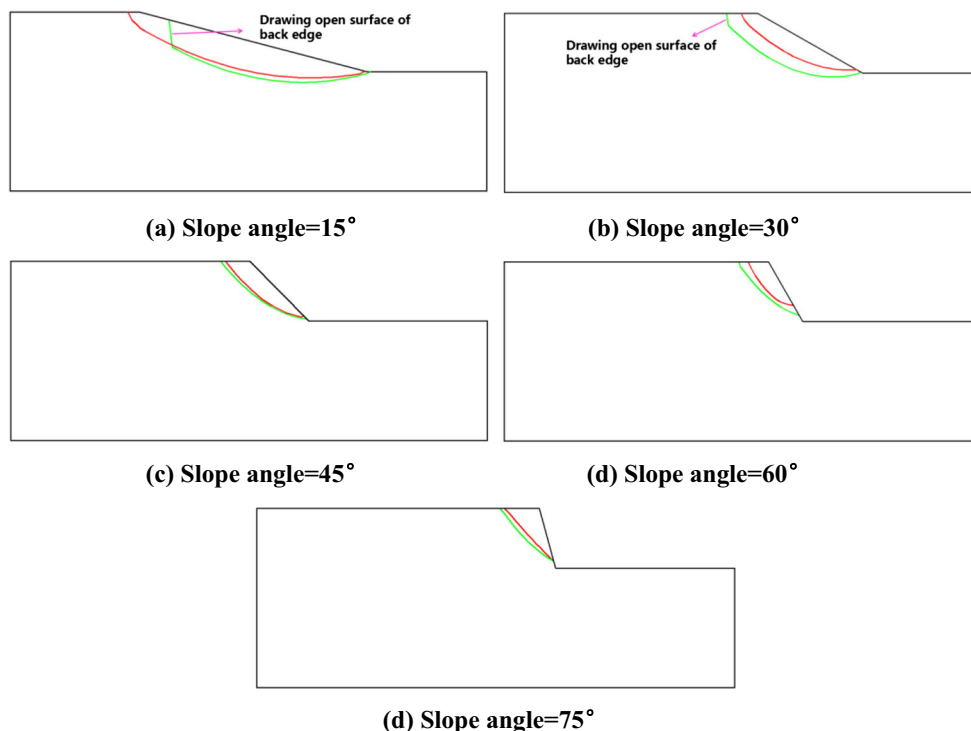 Drawing open surface of
back edge
Drawing open surface of
back edge
(a) Slope angle=15°
(b) Slope angle=30°
(c) Slope angle=45°
(d) Slope angle=60°
(d) Slope angle=75°